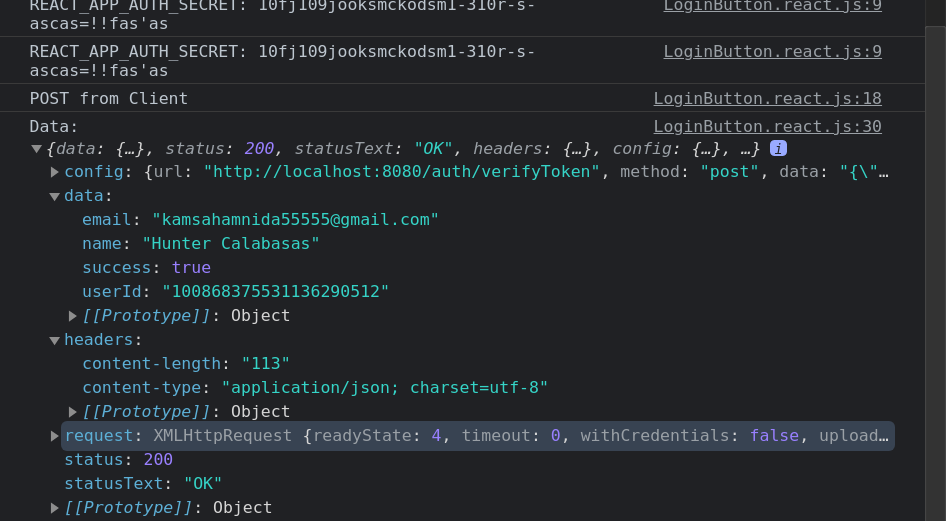 REACT_APP_AUTH_SECRET: 10fj109jooksmckodsm1-310r-s- LoginButton.react.js:9
ascas=!!fas'as
REACT_APP_AUTH_SECRET: 10fj109jooksmckodsm1-310r-s- LoginButton.react.js:9
ascas=!!fas'as
POST from Client LoginButton.react.js:18
Data: LoginButton.react.js:30
{data: {…}, status: 200, statusText: "OK", headers: {…}, config: {…}, …} i
config: {url: "http://localhost:8080/auth/verifyToken", method: "post", data: "{\"…
data:
email: "kamsahamnida55555@gmail.com"
name: "Hunter Calabasas"
success: true
userId: "100868375531136290512"
[[Prototype]]: Object
headers:
content-length: "113"
content-type: "application/json; charset=utf-8"
[[Prototype]]: Object
request: XMLHttpRequest {readyState: 4, timeout: 0, withCredentials: false, upload…
status: 200
statusText: "OK"
[[Prototype]]: Object